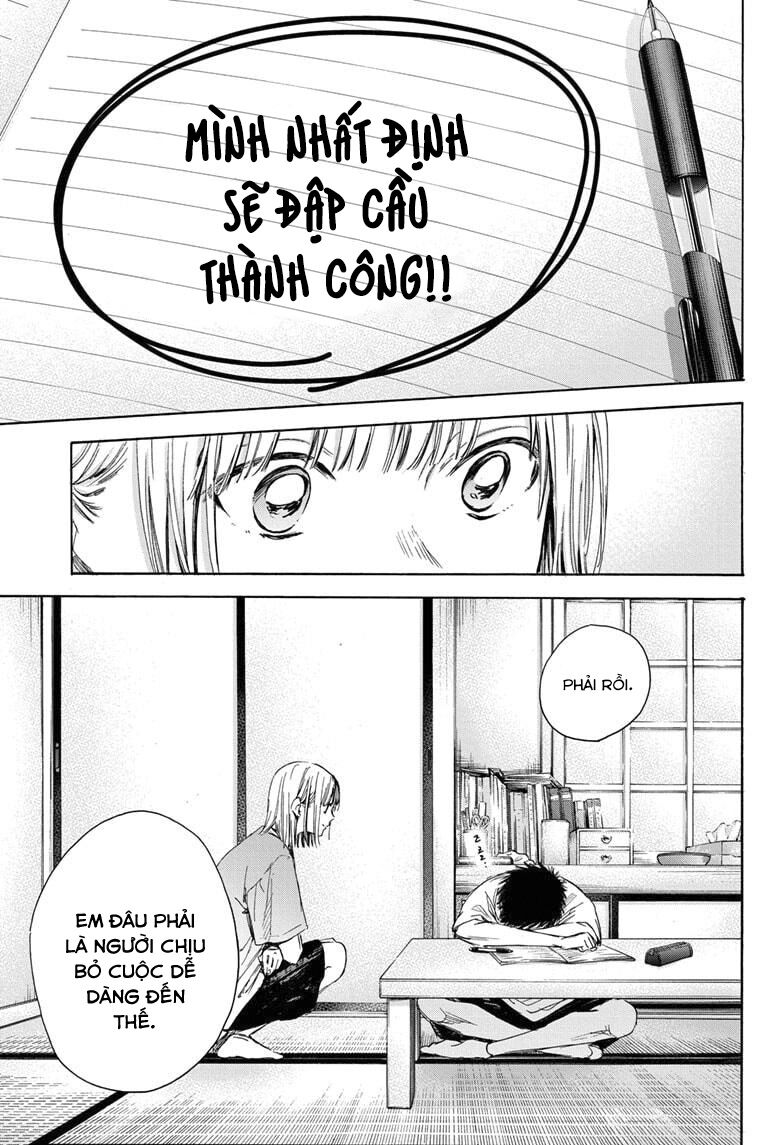 MÌNH NHẤT ĐỊNH
SẼ ĐẬP CẦU
THÀNH CÔNG!!
PHẢI RỒI.
Z
Z
Z...
EM ĐÂU PHẢI
LÀ NGƯỜI CHỊU
BỎ CUỘC DỄ
DÀNG ĐẾN
THẾ.